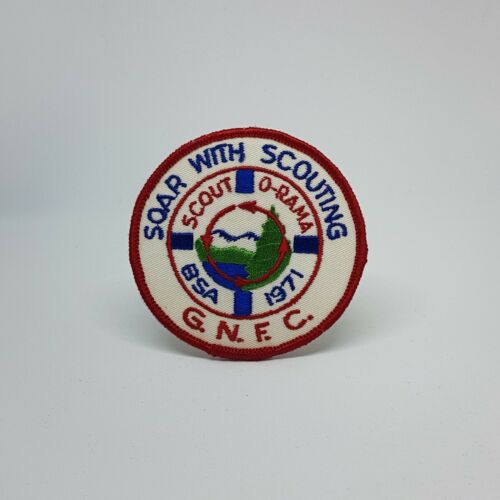 SOAR WITH SCOUTING
SCOUT O-RAMA
BSA 1971
G.N.F.C.